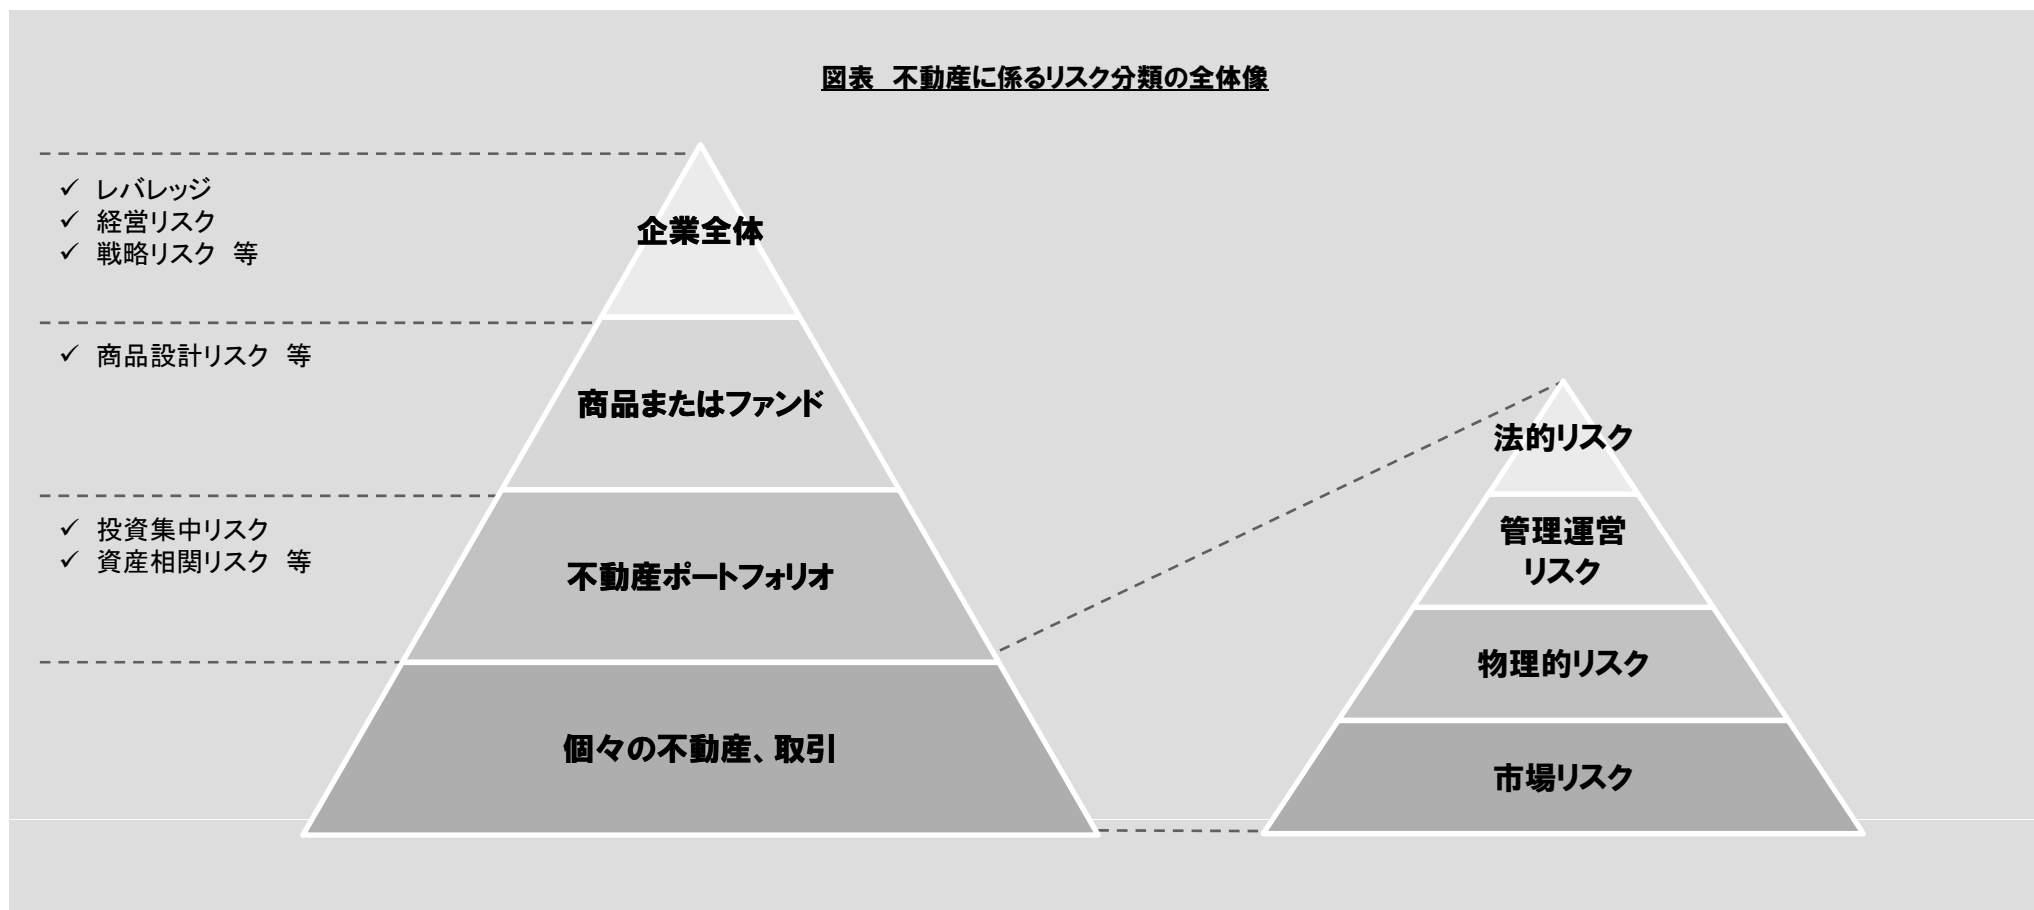 図表　不動産に係るリスク分類の全体像
✓ レバレッジ
✓ 経営リスク
✓ 戦略リスク　等
企業全体
✓ 商品設計リスク　等
商品またはファンド
✓ 投資集中リスク
✓ 資産相関リスク　等
不動産ポートフォリオ
個々の不動産、取引
法的リスク
管理運営
リスク
物理的リスク
市場リスク